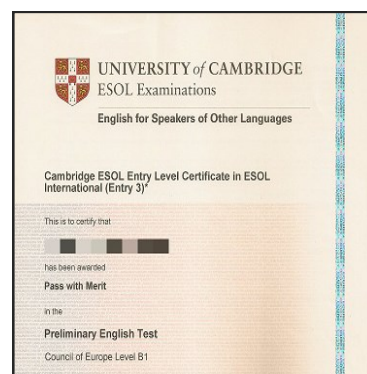 UNIVERSITY of CAMBRIDGE
ESOL Examinations
English for Speakers of Other Languages
Cambridge ESOL Entry Level Certificate in ESOL
International (Entry 3)*
This is to certify that
has been awarded
Pass with Merit
in the
Preliminary English Test
Council of Europe Level B1